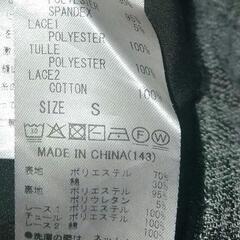 POLYESTER
SPANDEX 95%
LACE1 5%
POLYESTER
TULLE 100%
POLYESTER
LACE2 100%
COTTON
100%
SIZE S
MADE IN CHINA(143)
表地 ポリエステル 70%
綿 30%
裏地 ポリエステル 95%
ポリウレタン 5%
レース1 ポリエステル 100%
チュール ポリエステル 100%
レース2 綿 100%